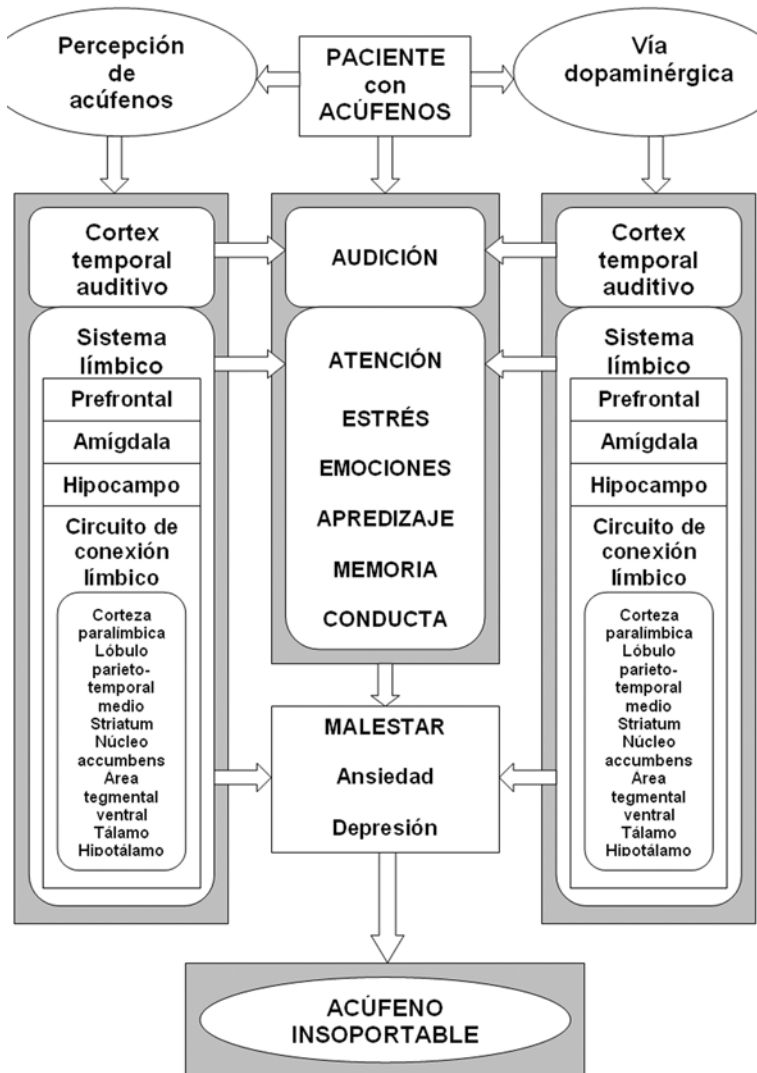 Percepción
de
acúfenos
PACIENTE
con
ACÚFENOS
Vía
dopaminérgica
Cortex
temporal
auditivo
Sistema
límbico
Prefrontal
Amígdala
Hipocampo
Circuito de
conexión
límbico
Corteza
paralímbica
Lóbulo
parieto-
temporal
medio
Striatum
Núcleo
accumbens
Area
tegmental
ventral
Tálamo
Hipotálamo
AUDICIÓN
ATENCIÓN
ESTRÉS
EMOCIONES
APREDIZAJE
MEMORIA
CONDUCTA
MALESTAR
Ansiedad
Depresión
Cortex
temporal
auditivo
Sistema
límbico
Prefrontal
Amígdala
Hipocampo
Circuito de
conexión
límbico
Corteza
paralímbica
Lóbulo
parieto-
temporal
medio
Striatum
Núcleo
accumbens
Area
tegmental
ventral
Tálamo
Hipotálamo
ACÚFENO
INSOPORTABLE